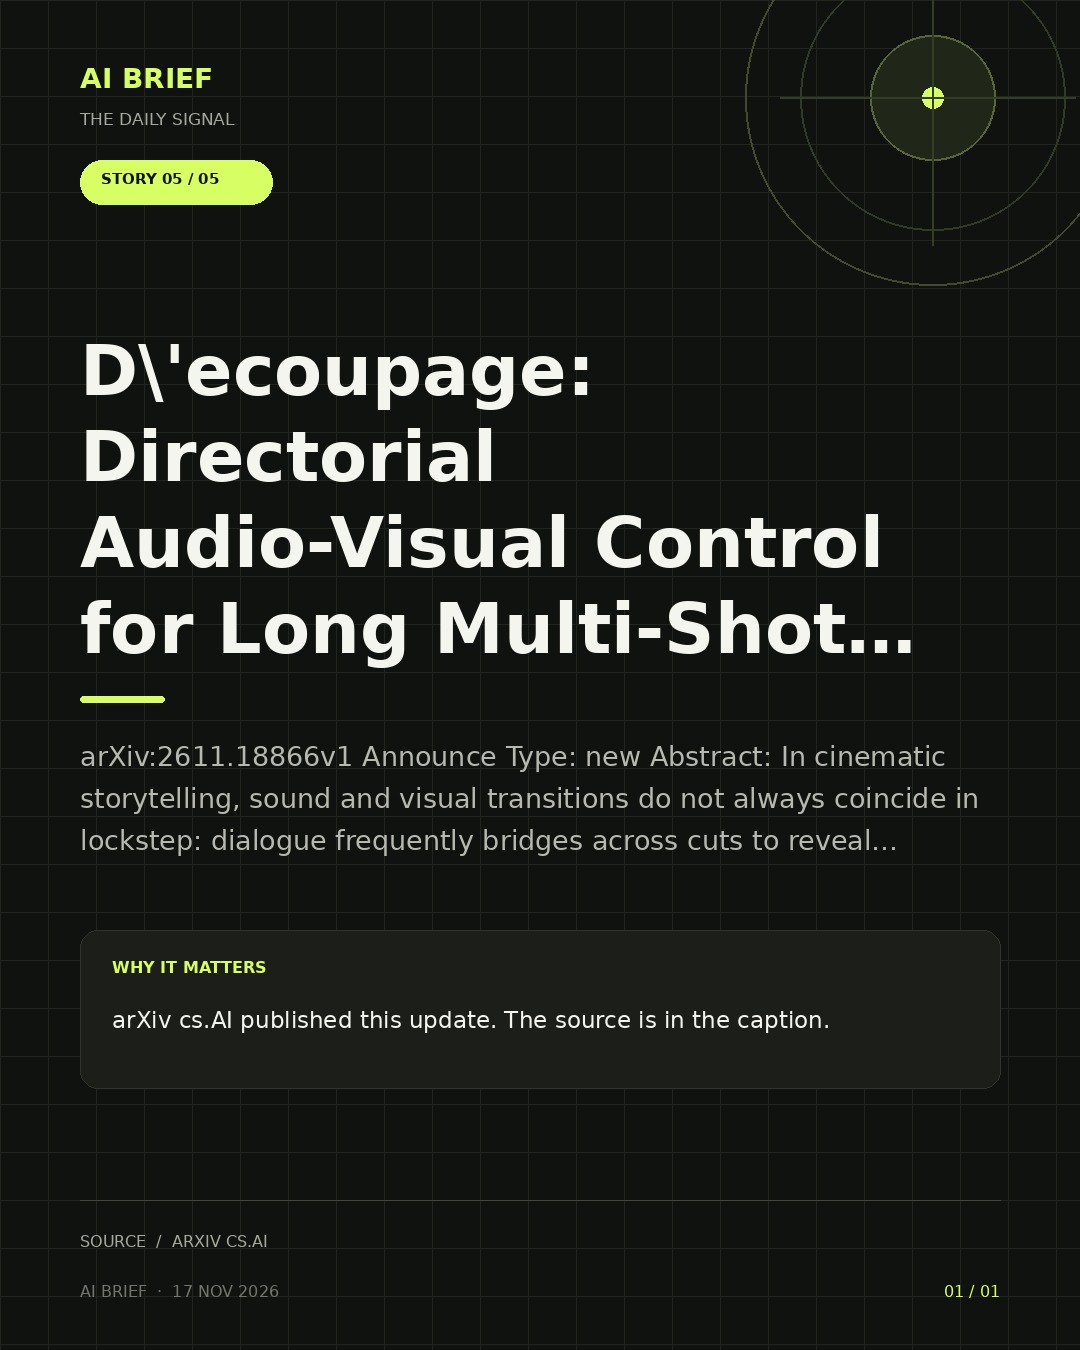 AI BRIEF
THE DAILY SIGNAL
STORY 05 / 05
D\'ecoupage:
Directorial
Audio-Visual Control
for Long Multi-Shot…
arXiv:2611.18866v1 Announce Type: new Abstract: In cinematic
storytelling, sound and visual transitions do not always coincide in
lockstep: dialogue frequently bridges across cuts to reveal…
WHY IT MATTERS
arXiv cs.AI published this update. The source is in the caption.
SOURCE / ARXIV CS.AI
AI BRIEF · 17 NOV 2026
01 / 01